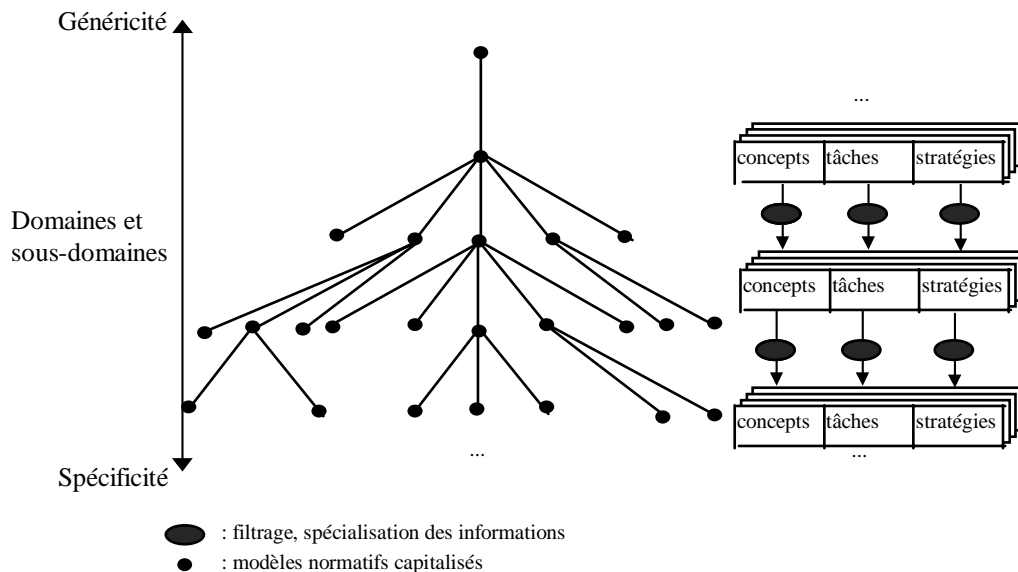 Généricité
...
concepts tâches stratégies
Domaines et
sous-domaines
concepts tâches stratégies
concepts tâches stratégies
...
...
Spécificité
: filtrage, spécialisation des informations
: modèles normatifs capitalisés